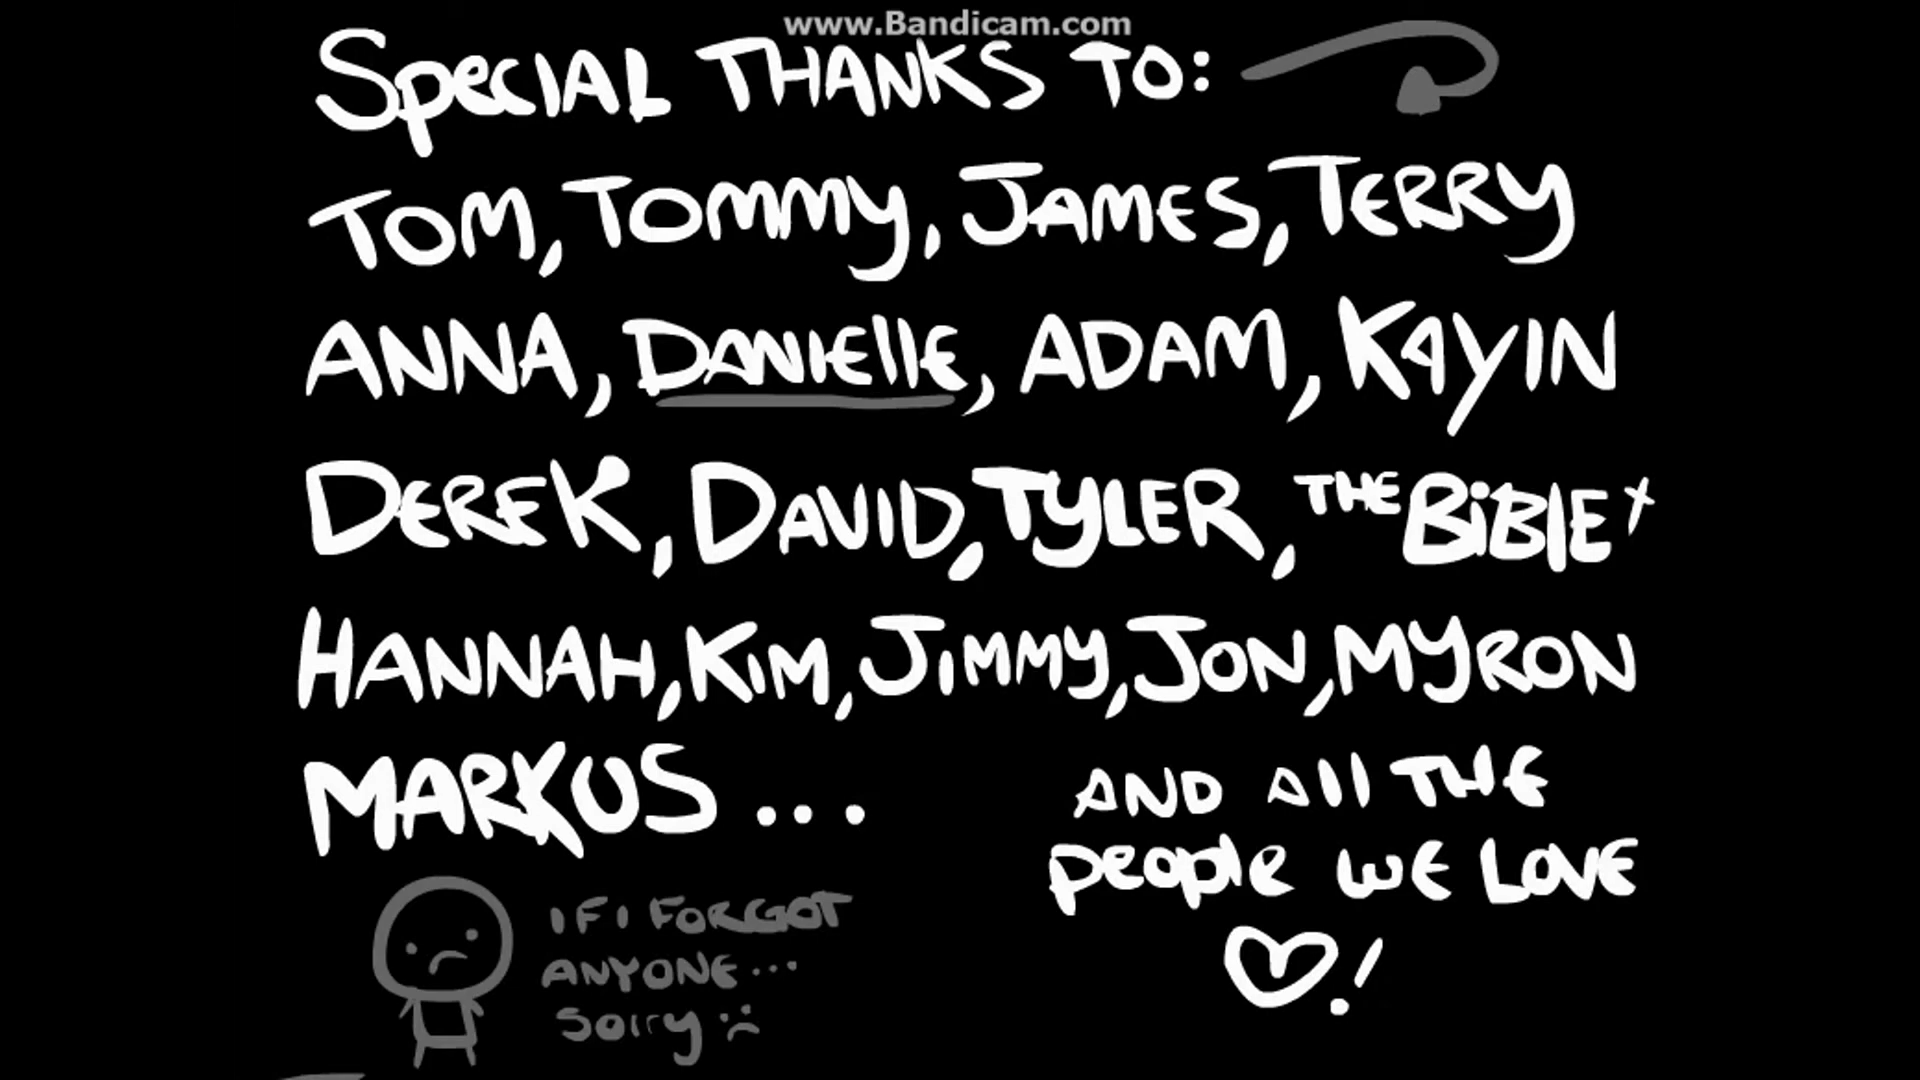 www.Bandicam.com
SpecIAL THANKS TO:
TOM, TOMMY, JAMES, TERRY
ANNA, DANIEllE, ADAM, KAYIN
DEREK, DAVID, TYLER, THE BiBlE+
HANNAH, KiM, JiMMY, JON, MYRON
MARKUS...
AND All THE
people WE LOVE
♡!
IF I FORGOT
ANYONE...
Sorry :(